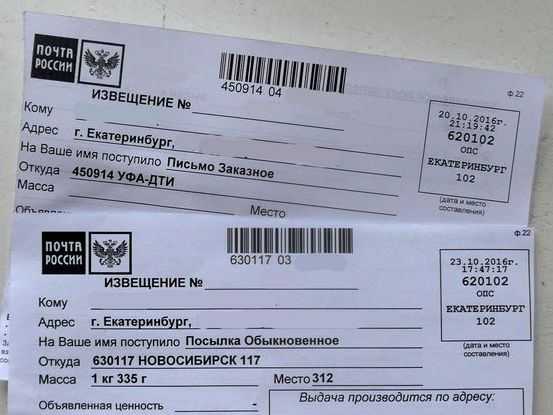 ПОЧТА
РОССИИ
450914 04
ф.22
ИЗВЕЩЕНИЕ №
20.10.2016г.
21:19:42
620102
ОПС
ЕКАТЕРИНБУРГ
102
(дата и место
составления)
Кому
Адрес г. Екатеринбург,
На Ваше имя поступило Письмо Заказное
Откуда 450914 УФА-ДТИ
Масса
Место
Объявленн
ПОЧТА
РОССИИ
630117 03
ф.22
ИЗВЕЩЕНИЕ №
23.10.2016г.
17:47:17
620102
ОПС
ЕКАТЕРИНБУРГ
102
(дата и место
составления)
Кому
Адрес г. Екатеринбург,
На Ваше имя поступило Посылка Обыкновенное
Откуда 630117 НОВОСИБИРСК 117
Масса 1 кг 335 г Место 312
Объявленная ценность -
Выдача производится по адресу: